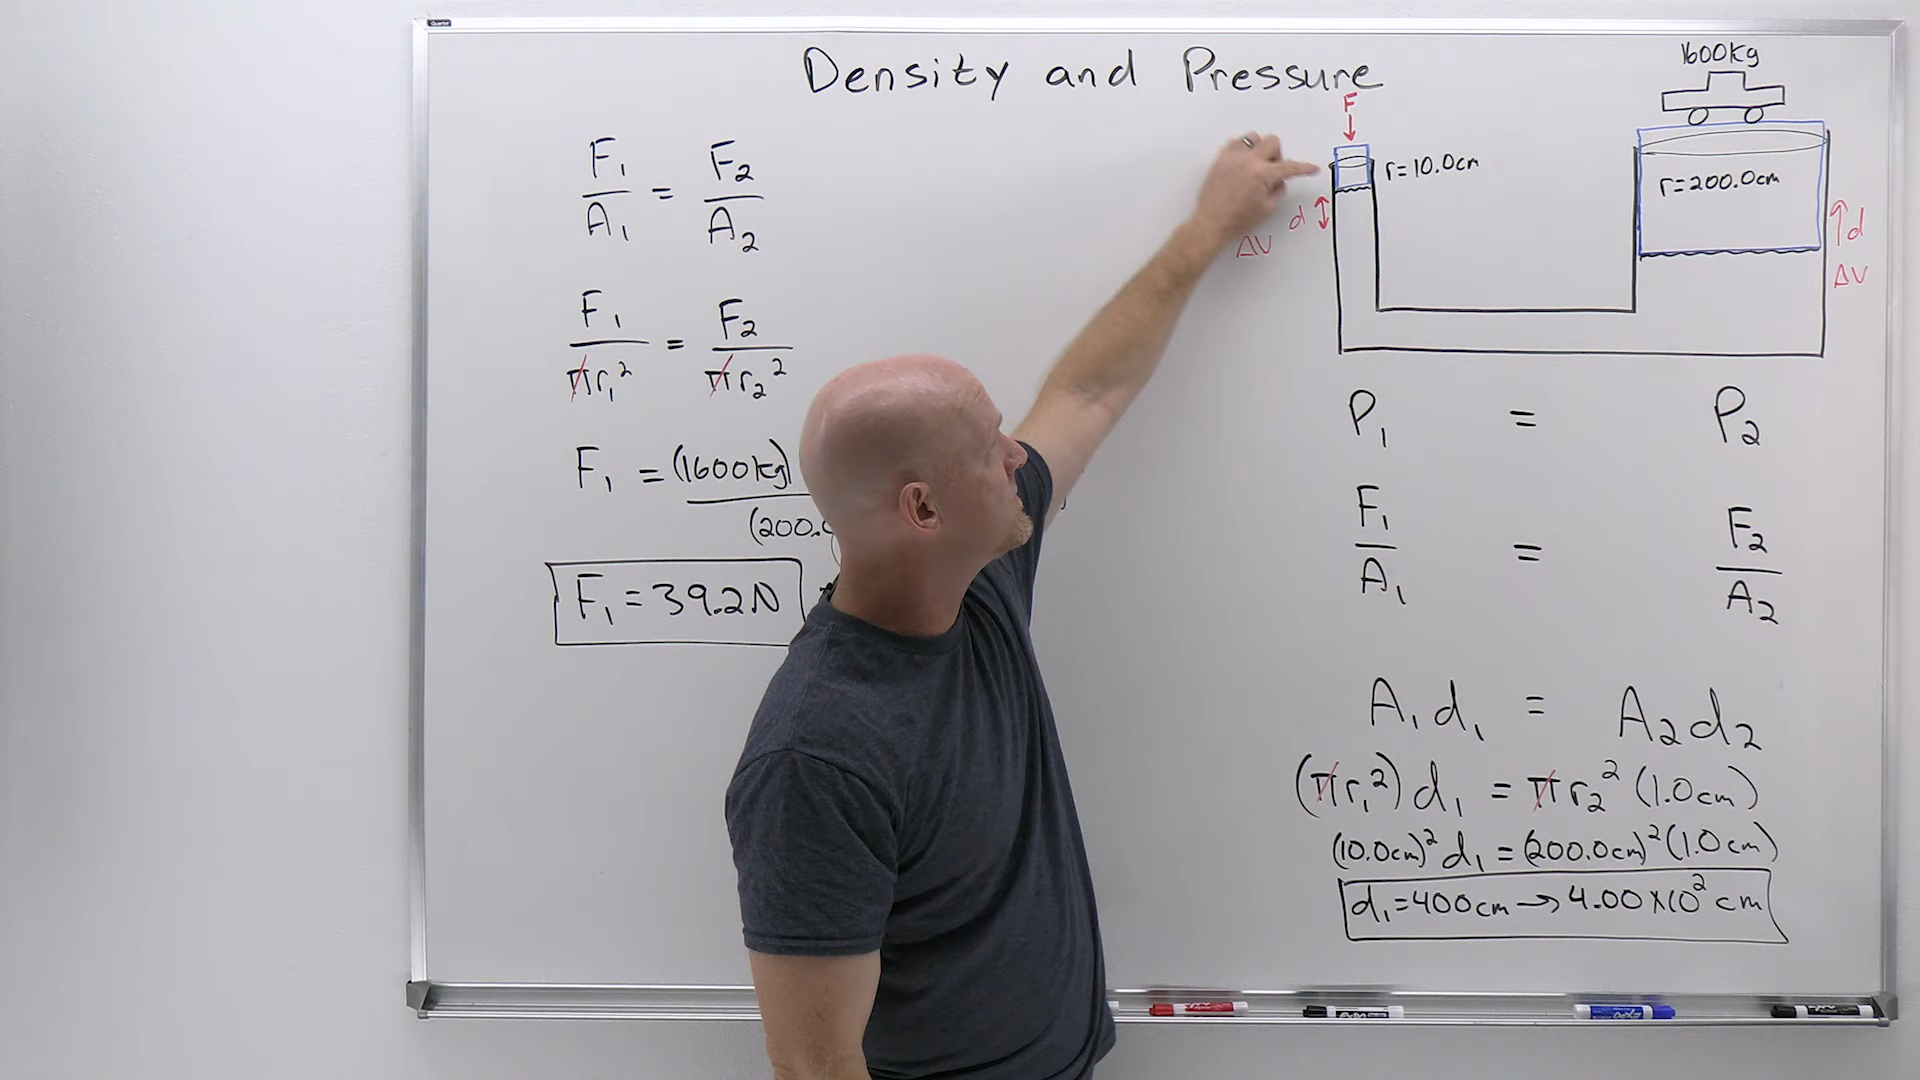 Density and Pressure
1600kg
F
r=10.0cm
r=200.0cm
d
ΔV
d
ΔV
F₁/A₁ = F₂/A₂
F₁/πr₁² = F₂/πr₂²
F₁ = (1600kg)
(200.0
F₁ = 39.2N
P₁ = P₂
F₁/A₁ = F₂/A₂
A₁d₁ = A₂d₂
(πr₁²)d₁ = πr₂²(1.0cm)
(10.0cm)²d₁ = (200.0cm)²(1.0cm)
d₁=400cm → 4.00×10² cm